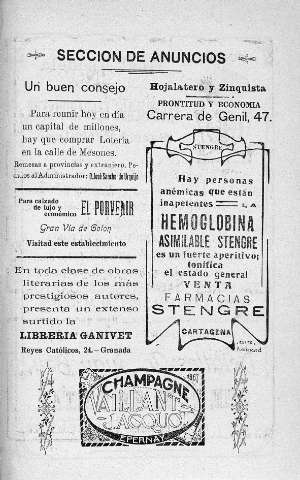 SECCION DE ANUNCIOS
Un buen consejo
Para reunir hoy en día
un capital de millones,
hay que comprar Lotería
en la calle de Mesones.
Remesas a provincias y extranjero. Pe-
Administrador:
Para calzado
de lujo y
económico
EL PORVENIR
Gran Vía de Colón
Visitad este establecimiento
En toda clase de obras
literarias de los más
prestigiosos autores,
presenta un extenso
surtido la
LIBRERIA GANIVET
Reyes Católicos, 24.—Granada
Hojalatero y Zinquista
PRONTITUD Y ECONOMIA
Carrera de Genil, 47.
STENGRE
Hay personas
anémicas que están
inapetentes LA
HEMOGLOBINA
ASIMILABLE STENGRE
es un fuerte aperitivo;
tonifica
el estado general
VENTA
FARMACIAS
STENGRE
CARTAGENA
CHAMPAGNE
VAILLANT
JACQUOT
EPERNAY